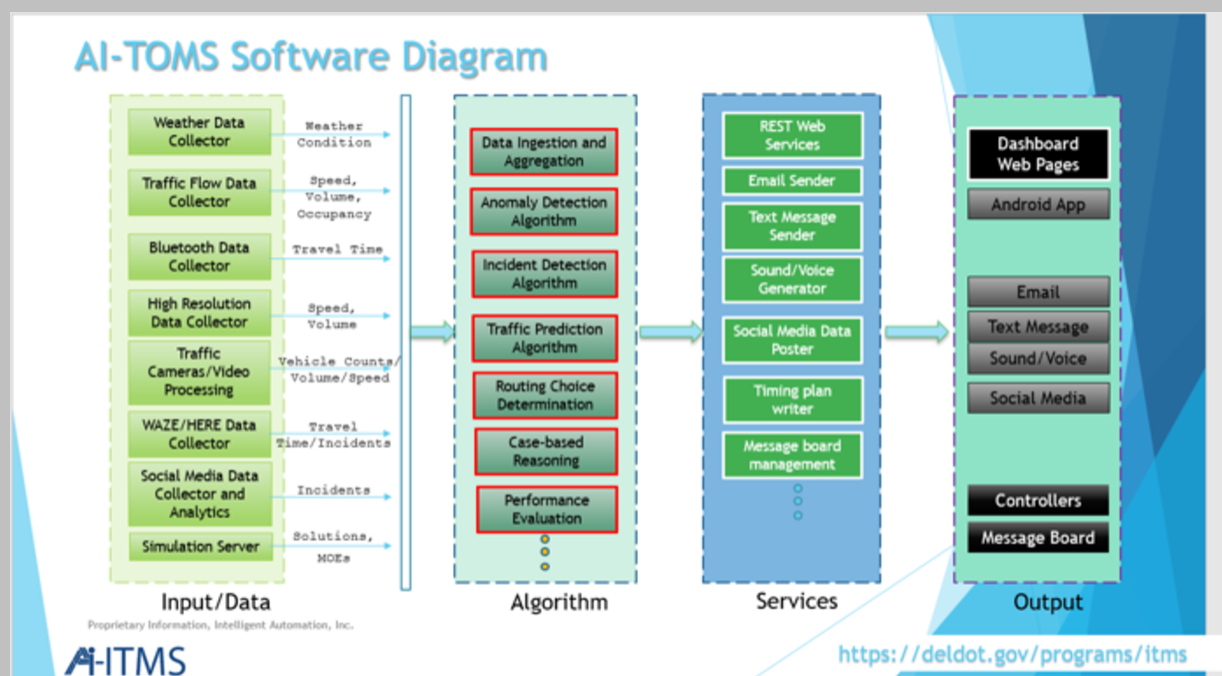 AI-TOMS Software Diagram
Weather Data
Collector
Weather
Condition
Traffic Flow Data
Collector
Speed,
Volume,
Occupancy
Bluetooth Data
Collector
Travel Time
High Resolution
Data Collector
Speed,
Volume
Traffic
Cameras/Video
Processing
Vehicle Counts/
Volume/Speed
WAZE/HERE Data
Collector
Travel
Time/Incidents
Social Media Data
Collector and
Analytics
Incidents
Simulation Server
Solutions,
MOEs
Input/Data
Data Ingestion and
Aggregation
Anomaly Detection
Algorithm
Incident Detection
Algorithm
Traffic Prediction
Algorithm
Routing Choice
Determination
Case-based
Reasoning
Performance
Evaluation
Algorithm
REST Web
Services
Email Sender
Text Message
Sender
Sound/Voice
Generator
Social Media Data
Poster
Timing plan
writer
Message board
management
Services
Dashboard
Web Pages
Android App
Email
Text Message
Sound/Voice
Social Media
Controllers
Message Board
Output
Proprietary Information, Intelligent Automation, Inc.
Ai-ITMS
https://deldot.gov/programs/itms